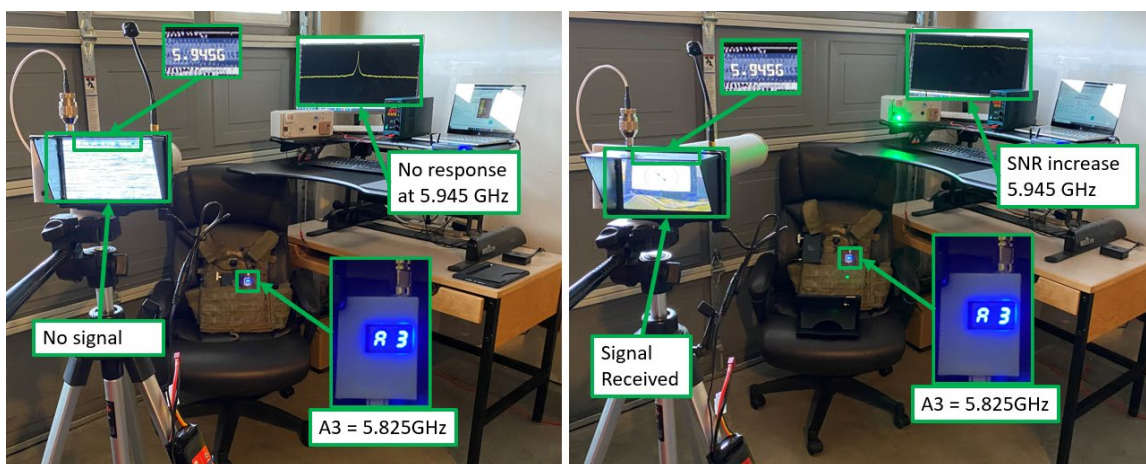 5.945G
No response
at 5.945 GHz
No signal
A3
A3 = 5.825GHz
5.945G
SNR increase
5.945 GHz
Signal
Received
A3
A3 = 5.825GHz